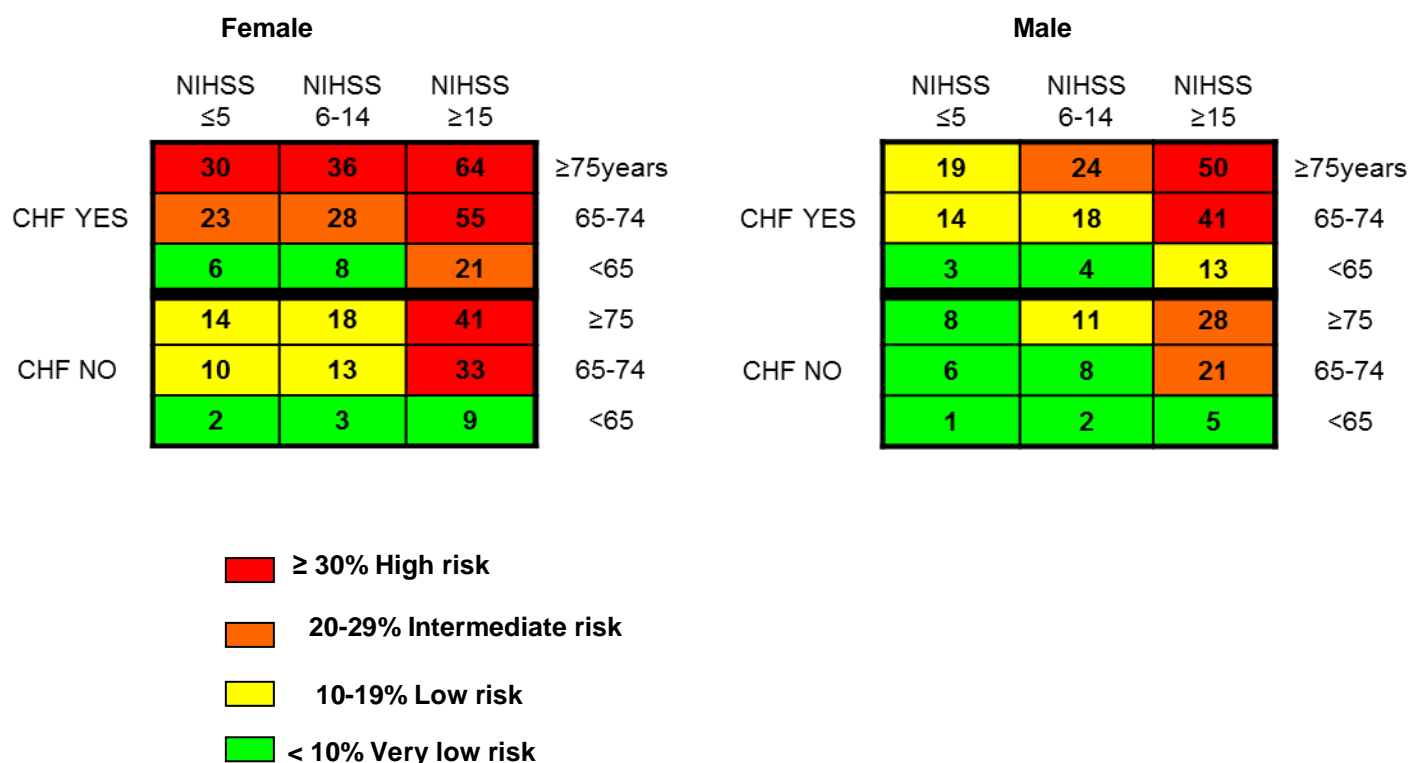 Female Male
NIHSS NIHSS NIHSS NIHSS NIHSS NIHSS
≤5 6-14 ≥15 ≤5 6-14 ≥15
30 36 64 ≥75years 19 24 50 ≥75years
CHF YES 23 28 55 65-74 CHF YES 14 18 41 65-74
6 8 21 <65 3 4 13 <65
14 18 41 ≥75 8 11 28 ≥75
CHF NO 10 13 33 65-74 CHF NO 6 8 21 65-74
2 3 9 <65 1 2 5 <65
≥ 30% High risk
20-29% Intermediate risk
10-19% Low risk
< 10% Very low risk